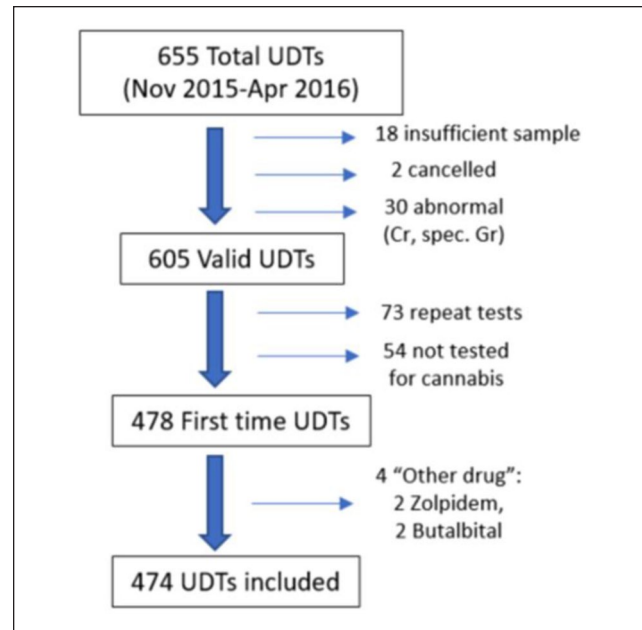 655 Total UDTs
(Nov 2015-Apr 2016)
18 insufficient sample
2 cancelled
30 abnormal
(Cr, spec. Gr)
605 Valid UDTs
73 repeat tests
54 not tested
for cannabis
478 First time UDTs
4 “Other drug”:
2 Zolpidem,
2 Butalbital
474 UDTs included